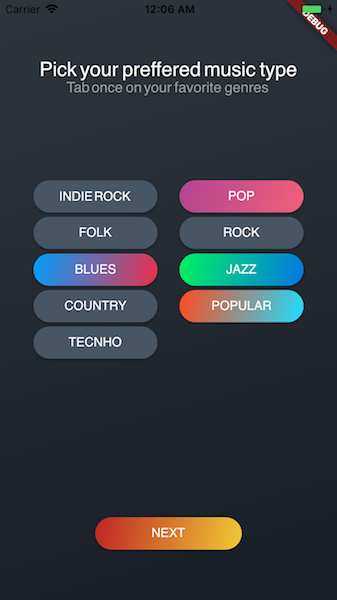 Carrier 12:06 AM
DEBUG
Pick your preffered music type
Tab once on your favorite genres
INDIE ROCK POP
FOLK ROCK
BLUES JAZZ
COUNTRY POPULAR
TECNHO
NEXT